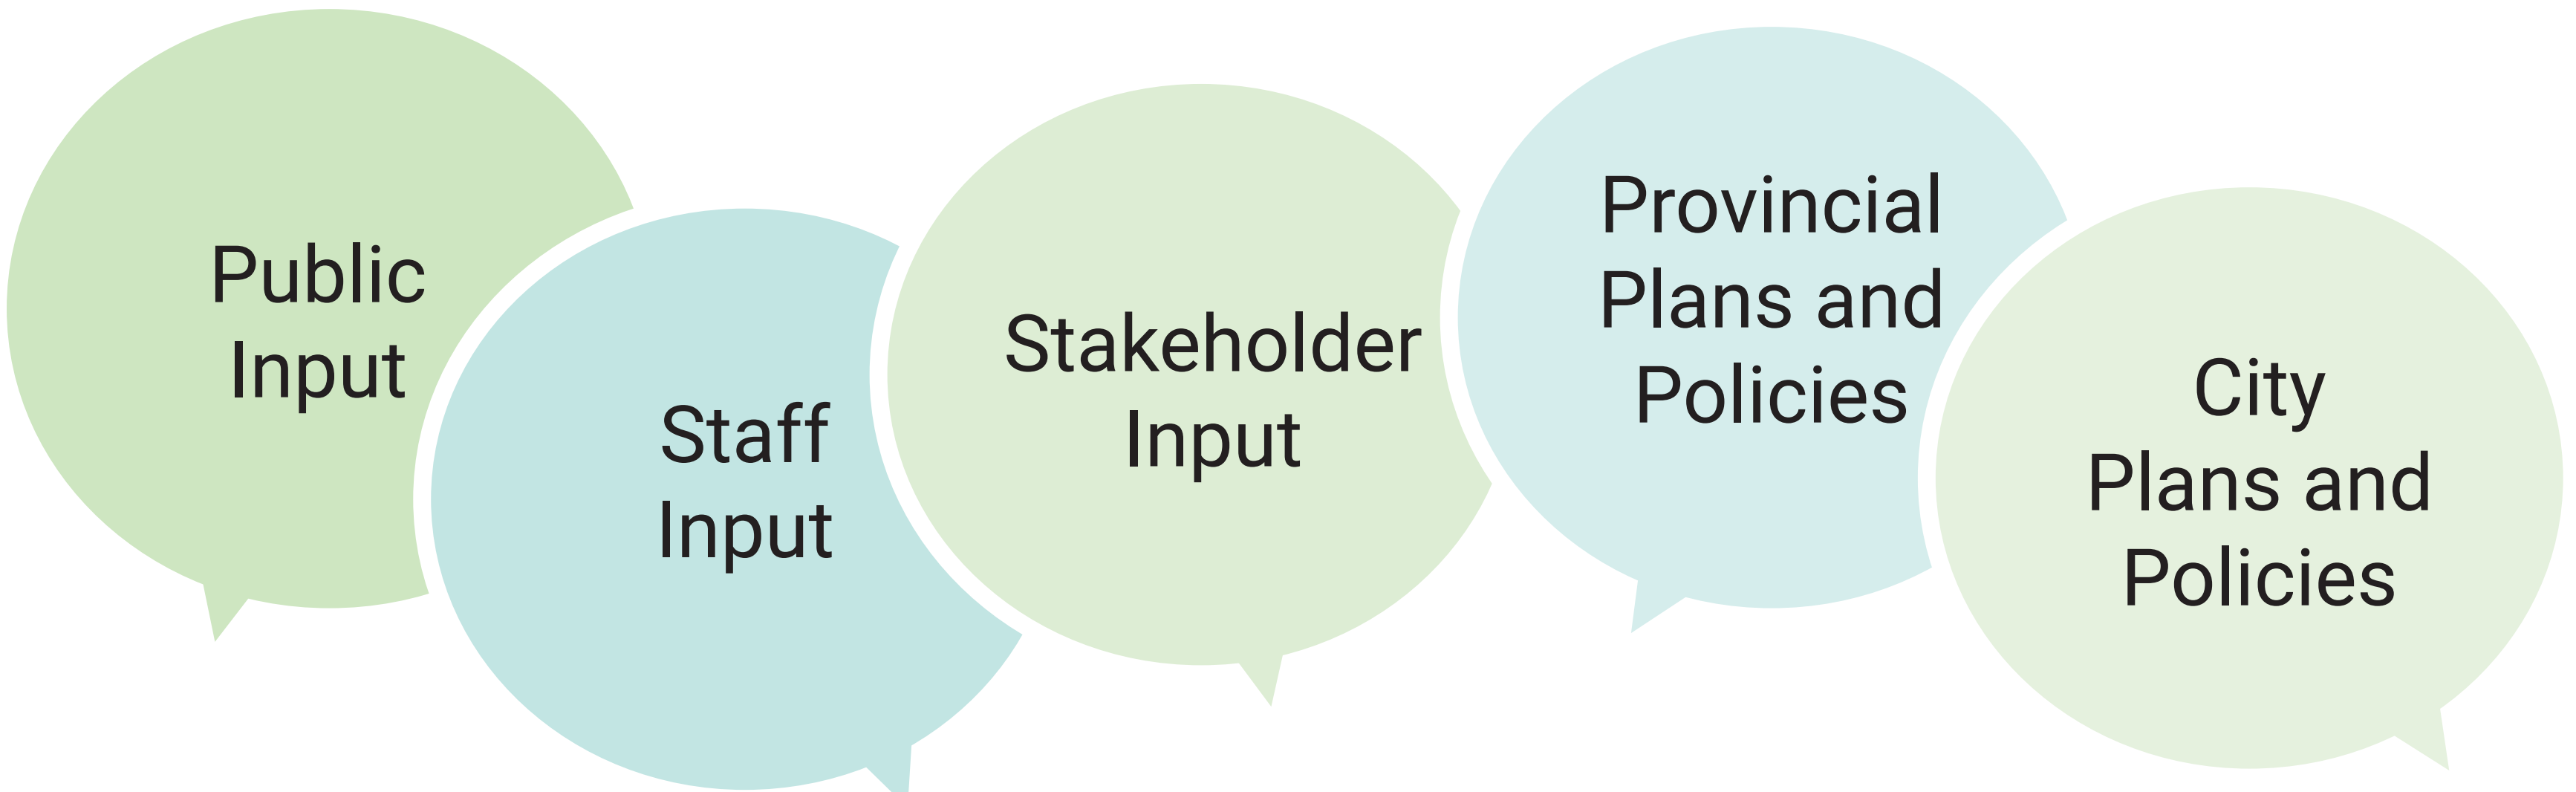 Public
Input
Staff
Input
Stakeholder
Input
Provincial
Plans and
Policies
City
Plans and
Policies